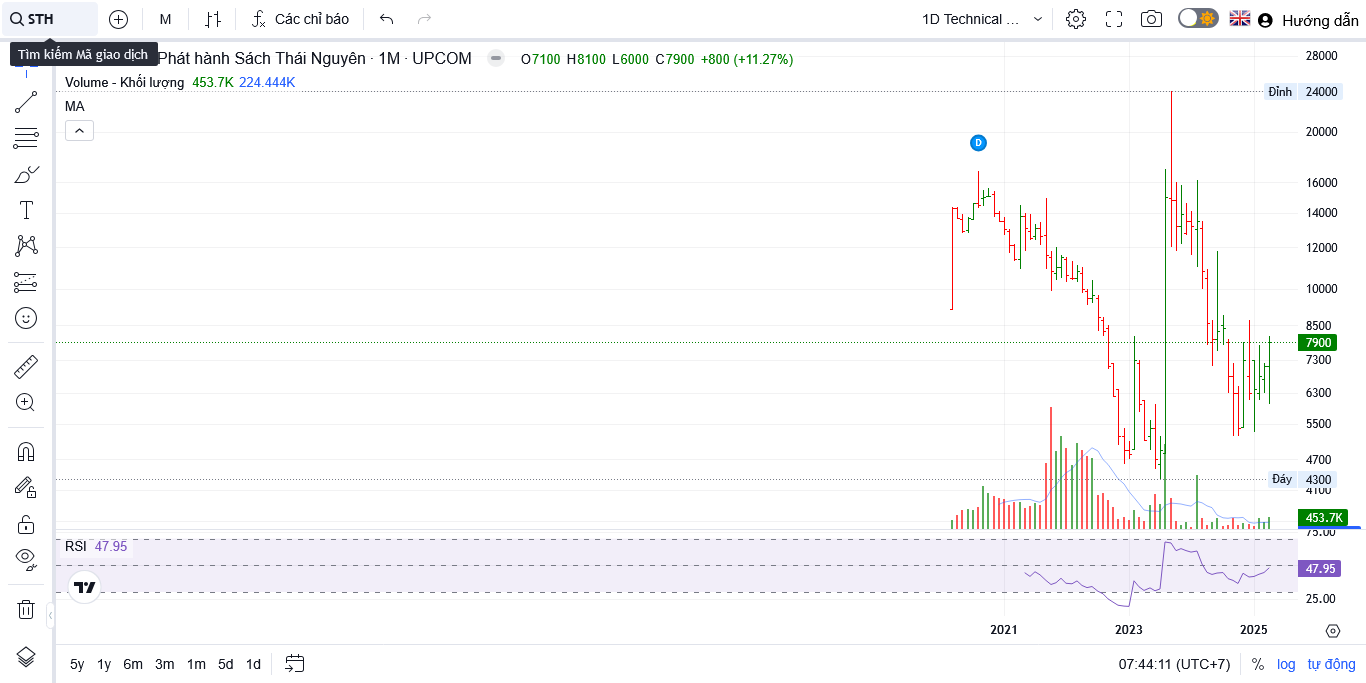 STH
M
Các chỉ báo
1D Technical ...
Hướng dẫn
Tìm kiếm Mã giao dịch
Phát hành Sách Thái Nguyên · 1M · UPCOM
O7100 H8100 L6000 C7900 +800 (+11.27%)
Volume - Khối lượng 453.7K 224.444K
MA
D
28000
Đỉnh 24000
20000
16000
14000
12000
10000
8500
7900
7300
6300
5500
4700
Đáy 4300
4100
453.7K
75.00
RSI 47.95
47.95
25.00
2021 2023 2025
5y 1y 6m 3m 1m 5d 1d
07:44:11 (UTC+7) % log tự động